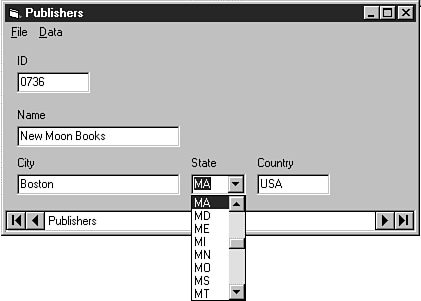 Publishers
File Data
ID
0736
Name
New Moon Books
City State Country
Boston MA USA
MA
Publishers
MD
ME
MI
MN
MO
MS
MT